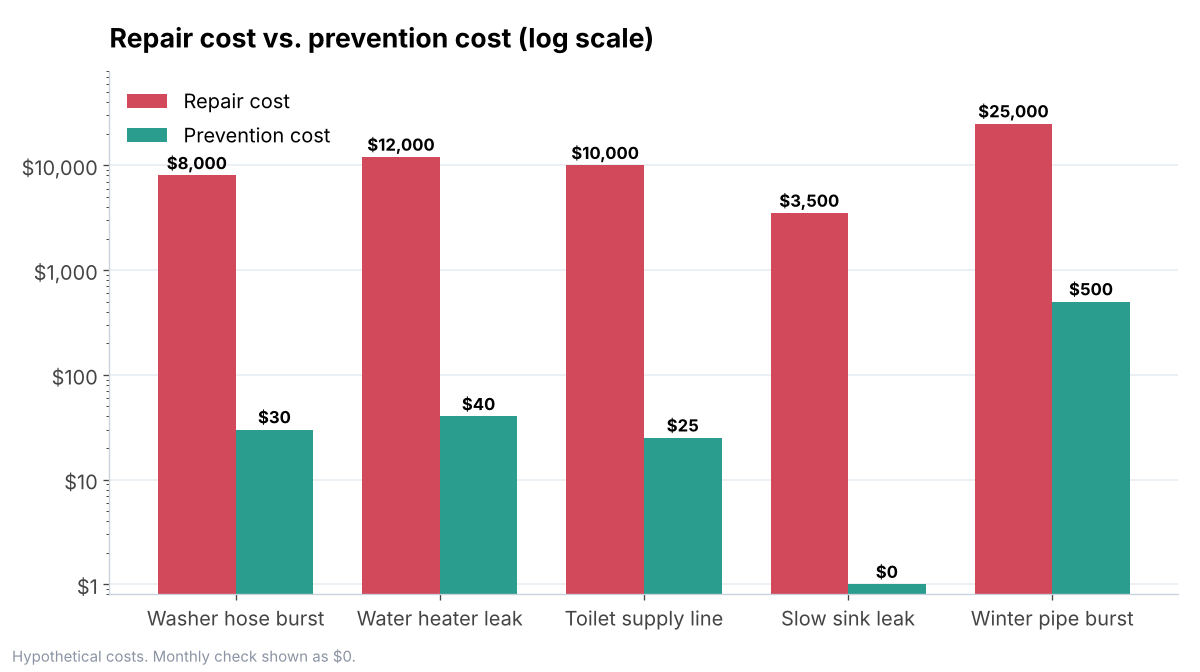 Repair cost vs. prevention cost (log scale)
Repair cost
Prevention cost
$25,000
$12,000
$10,000
$8,000
$10,000
$3,500
$1,000
$500
$100
$40
$30
$25
$10
$0
$1
Washer hose burst
Water heater leak
Toilet supply line
Slow sink leak
Winter pipe burst
Hypothetical costs. Monthly check shown as $0.